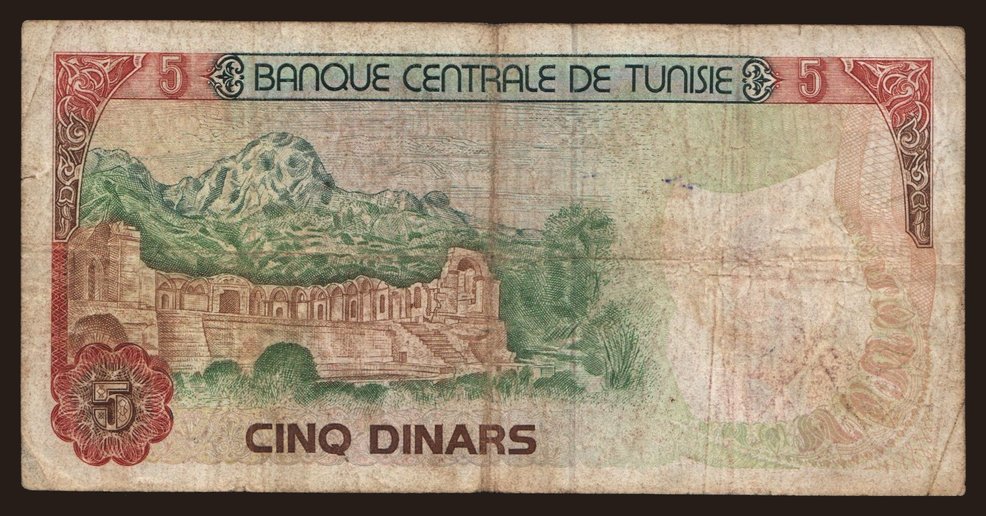 5 BANQUE CENTRALE DE TUNISIE 5
5
CINQ DINARS